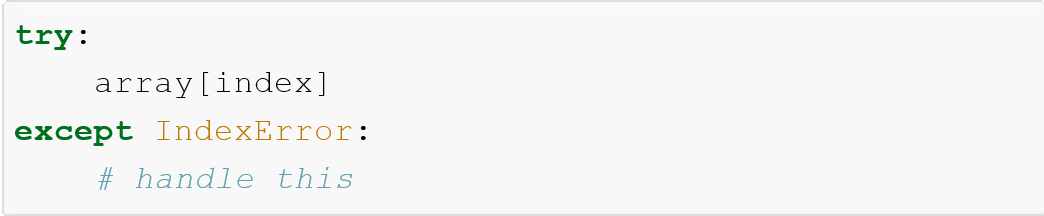 try:
    array[index]
except IndexError:
    # handle this